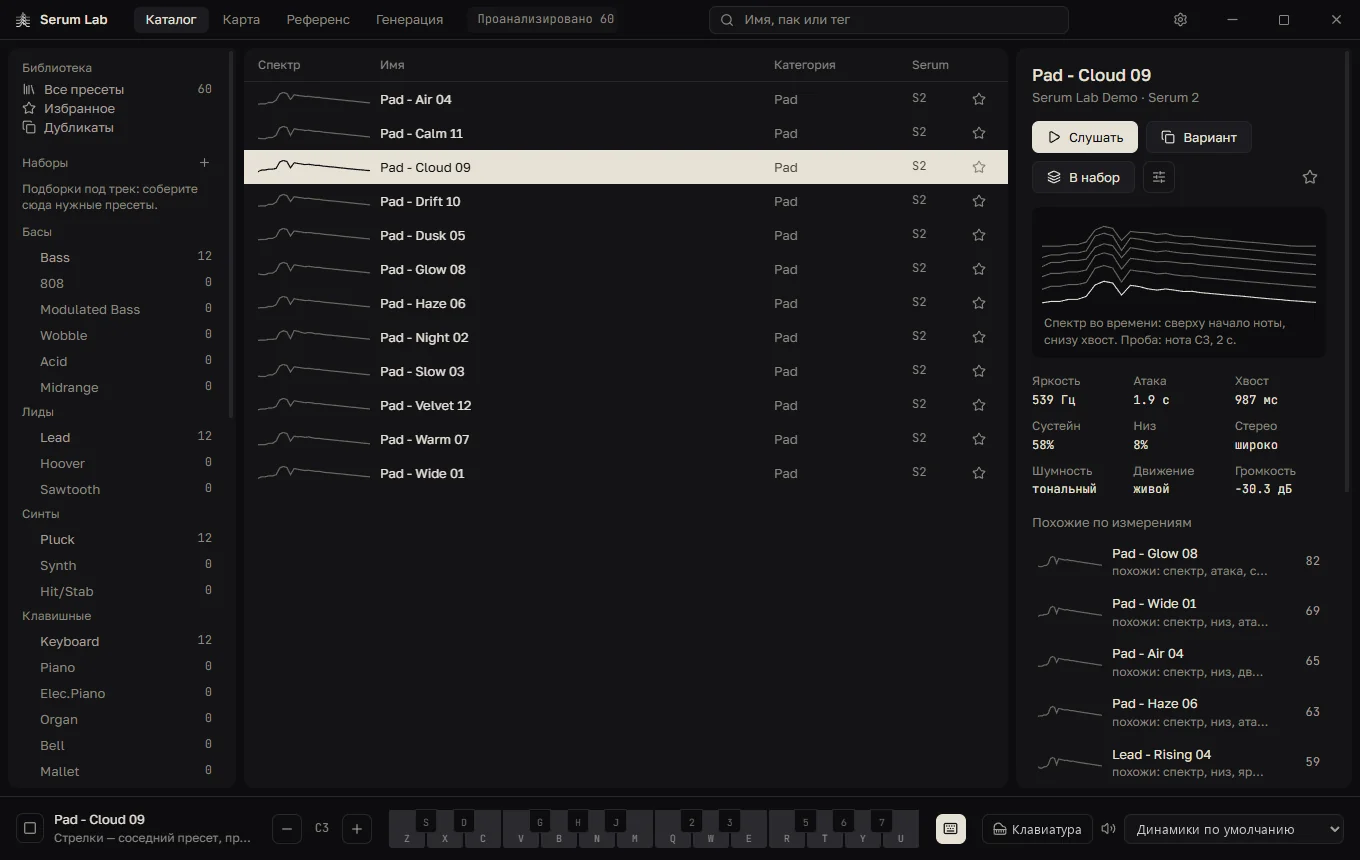 Serum Lab
Каталог
Карта
Референс
Генерация
Проанализировано 60
Имя, пак или тег
Библиотека
Все пресеты 60
Избранное
Дубликаты
Наборы +
Подборки под трек: соберите
сюда нужные пресеты.
Басы
Bass 12
808 0
Modulated Bass 0
Wobble 0
Acid 0
Midrange 0
Лиды
Lead 12
Hoover 0
Sawtooth 0
Синты
Pluck 12
Synth 0
Hit/Stab 0
Клавишные
Keyboard 12
Piano 0
Elec.Piano 0
Organ 0
Bell 0
Mallet 0
Спектр Имя Категория Serum
Pad - Air 04 Pad S2
Pad - Calm 11 Pad S2
Pad - Cloud 09 Pad S2
Pad - Drift 10 Pad S2
Pad - Dusk 05 Pad S2
Pad - Glow 08 Pad S2
Pad - Haze 06 Pad S2
Pad - Night 02 Pad S2
Pad - Slow 03 Pad S2
Pad - Velvet 12 Pad S2
Pad - Warm 07 Pad S2
Pad - Wide 01 Pad S2
Pad - Cloud 09
Serum Lab Demo · Serum 2
Слушать
Вариант
В набор
Спектр во времени: сверху начало ноты,
снизу хвост. Проба: нота C3, 2 с.
Яркость Атака Хвост
539 Гц 1.9 с 987 мс
Сустейн Низ Стерео
58% 8% широко
Шумность Движение Громкость
тональный живой -30.3 дБ
Похожие по измерениям
Pad - Glow 08
похожи: спектр, атака, с... 82
Pad - Wide 01
похожи: спектр, низ, ата... 69
Pad - Air 04
похожи: спектр, низ, дв... 65
Pad - Haze 06
похожи: спектр, низ, ата... 63
Lead - Rising 04
похожи: спектр, низ, яр... 59
Pad - Cloud 09
Стрелки — соседний пресет, пр...
− C3 +
S D G H J 2 3 5 6 7
Z X C V B N M Q W E R T Y U
Клавиатура
Динамики по умолчанию